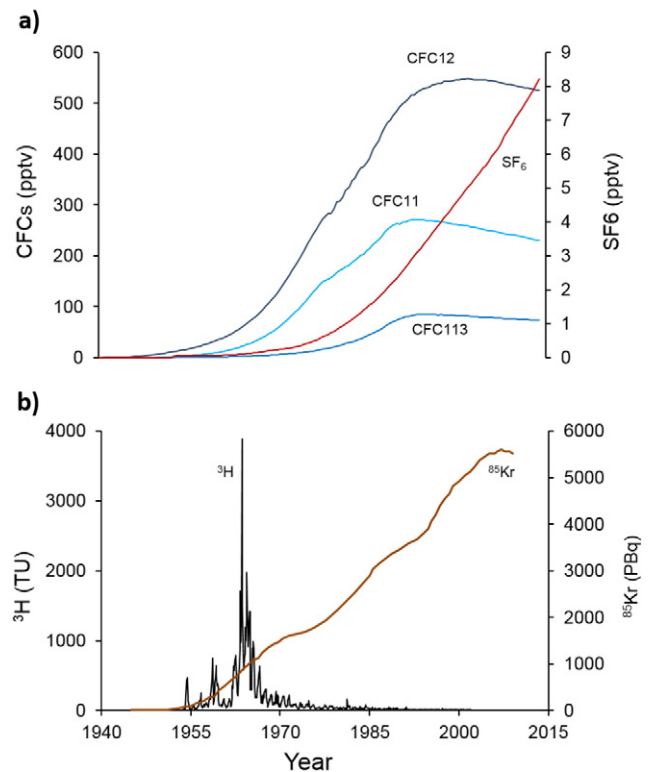 a)
600
500
400
300
200
100
0
CFCs (pptv)
9
8
7
6
5
4
3
2
1
0
SF6 (pptv)
CFC12
SF₆
CFC11
CFC113
b)
4000
3000
2000
1000
0
³H (TU)
6000
5000
4000
3000
2000
1000
0
⁸⁵Kr (PBq)
³H
⁸⁵Kr
1940 1955 1970 1985 2000 2015
Year